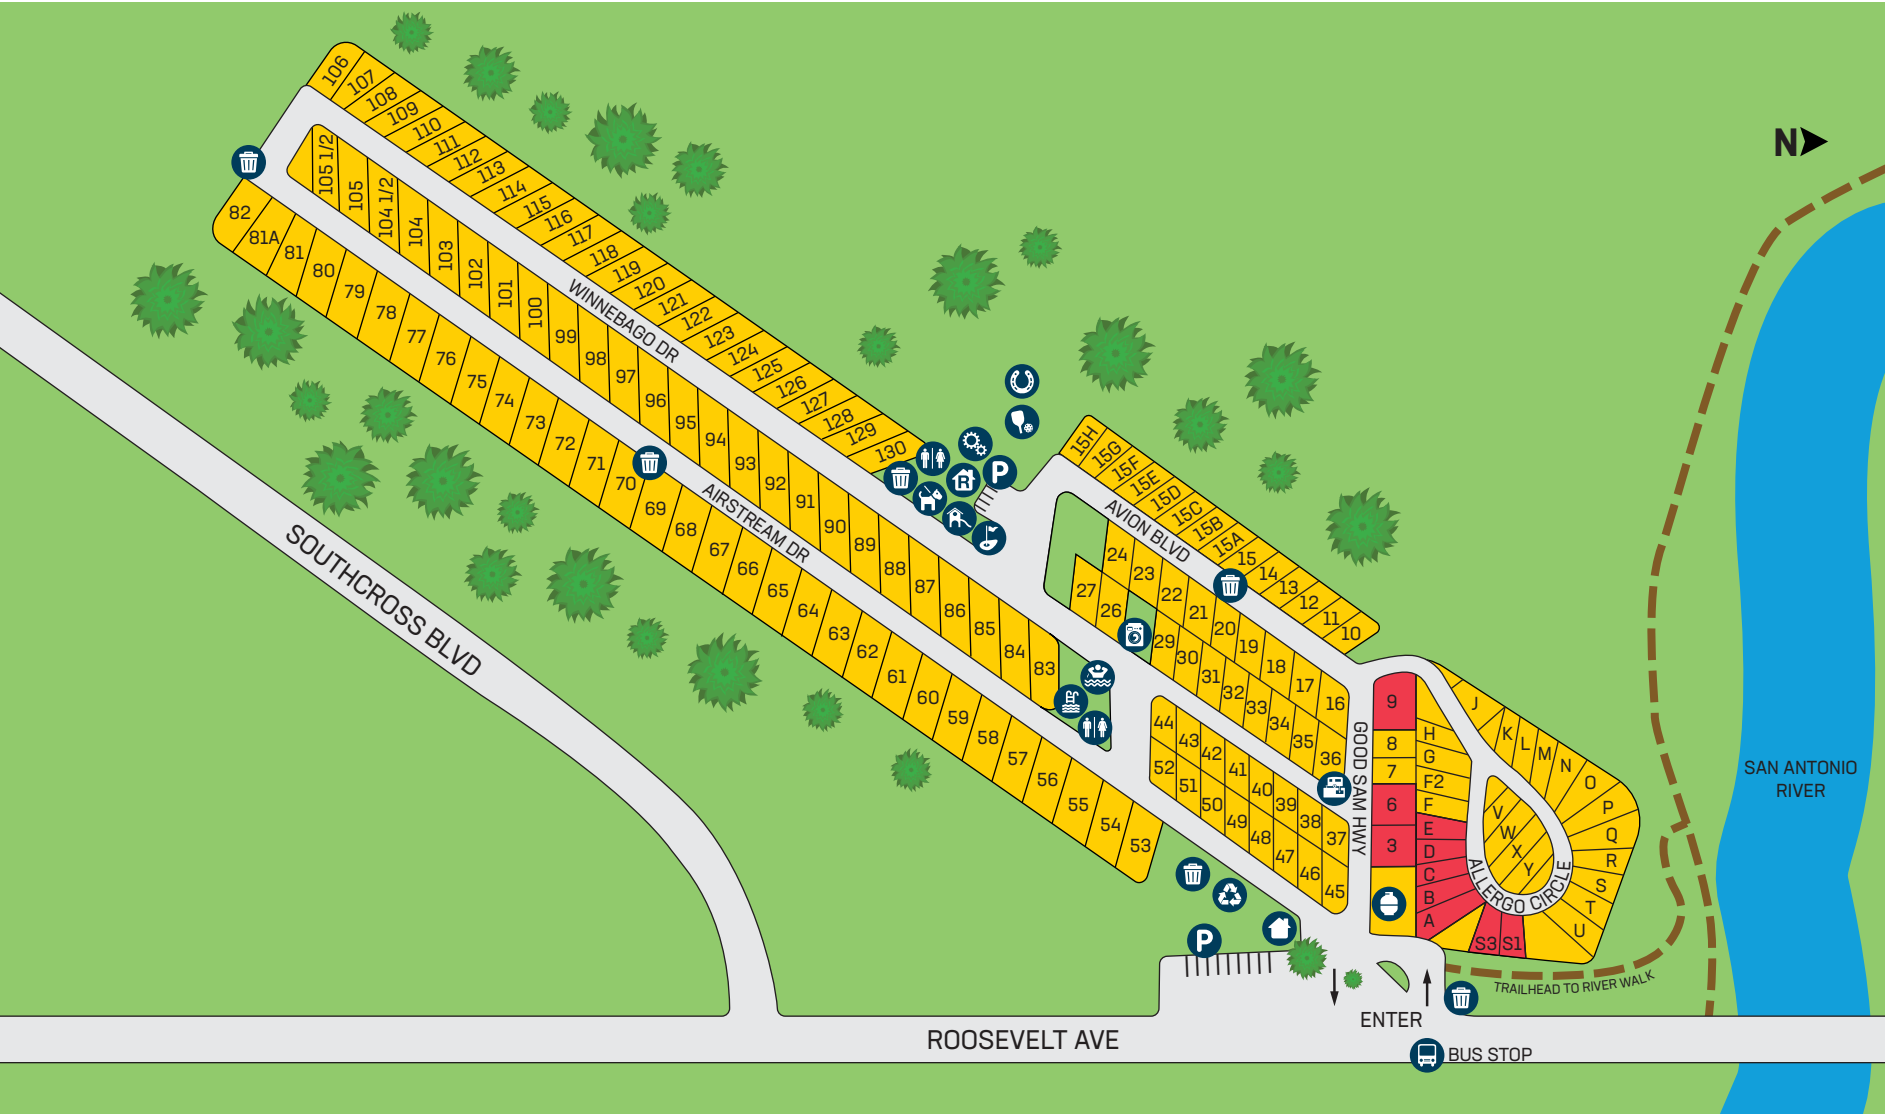 106
107
108
109
110
111
112
113
114
115
116
117
118
119
120
121
122
123
124
125
126
127
128
129
130
105 1/2
105
104 1/2
104
103
102
101
100
99
98
97
96
95
94
93
92
91
90
89
88
87
86
85
84
83
WINNEBAGO DR
82
81A
81
80
79
78
77
76
75
74
73
72
71
70
69
68
67
66
65
64
63
62
61
60
59
58
57
56
55
54
53
AIRSTREAM DR
SOUTHCROSS BLVD
R
P
N
15H
15G
15F
15E
15D
15C
15B
15A
15
14
13
12
11
10
AVION BLVD
24
23
22
21
20
19
18
17
16
27
26
29
30
31
32
33
34
35
36
44
43
42
41
40
39
38
37
52
51
50
49
48
47
46
45
GOOD SAM HWY
9
8
7
6
3
H
G
F2
F
E
D
C
B
A
S3
S1
J
K
L
M
N
O
P
Q
R
S
T
U
V
W
X
Y
ALLERGO CIRCLE
SAN ANTONIO
RIVER
TRAILHEAD TO RIVER WALK
P
ENTER
ROOSEVELT AVE
BUS STOP